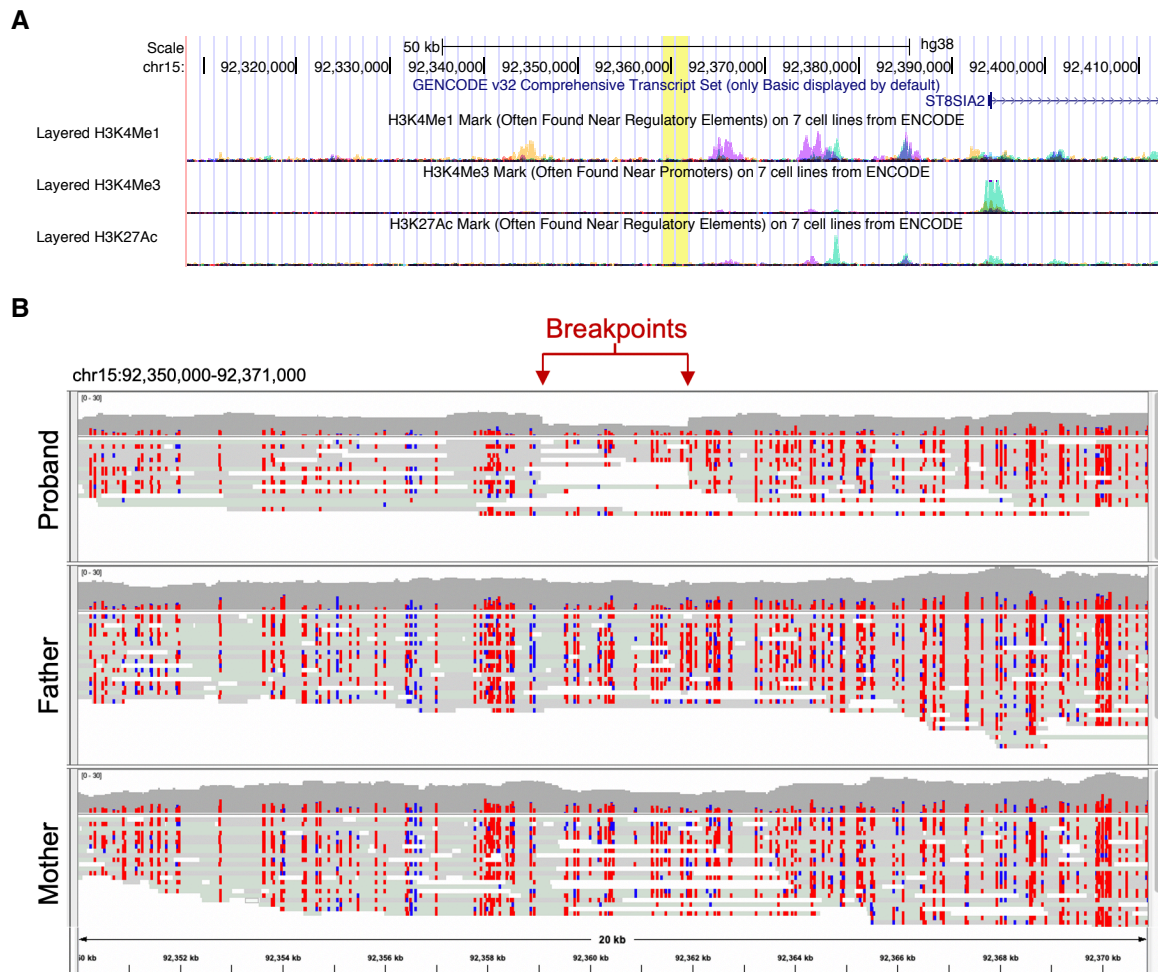 A
Scale
50 kb
hg38
chr15:
92,320,000
92,330,000
92,340,000
92,350,000
92,360,000
92,370,000
92,380,000
92,390,000
92,400,000
92,410,000
GENCODE v32 Comprehensive Transcript Set (only Basic displayed by default)
ST8SIA2
H3K4Me1 Mark (Often Found Near Regulatory Elements) on 7 cell lines from ENCODE
Layered H3K4Me1
H3K4Me3 Mark (Often Found Near Promoters) on 7 cell lines from ENCODE
Layered H3K4Me3
H3K27Ac Mark (Often Found Near Regulatory Elements) on 7 cell lines from ENCODE
Layered H3K27Ac
B
Breakpoints
chr15:92,350,000-92,371,000
[0 - 30]
Proband
[0 - 30]
Father
[0 - 30]
Mother
20 kb
92,352 kb
92,354 kb
92,356 kb
92,358 kb
92,360 kb
92,362 kb
92,364 kb
92,366 kb
92,368 kb
92,370 kb